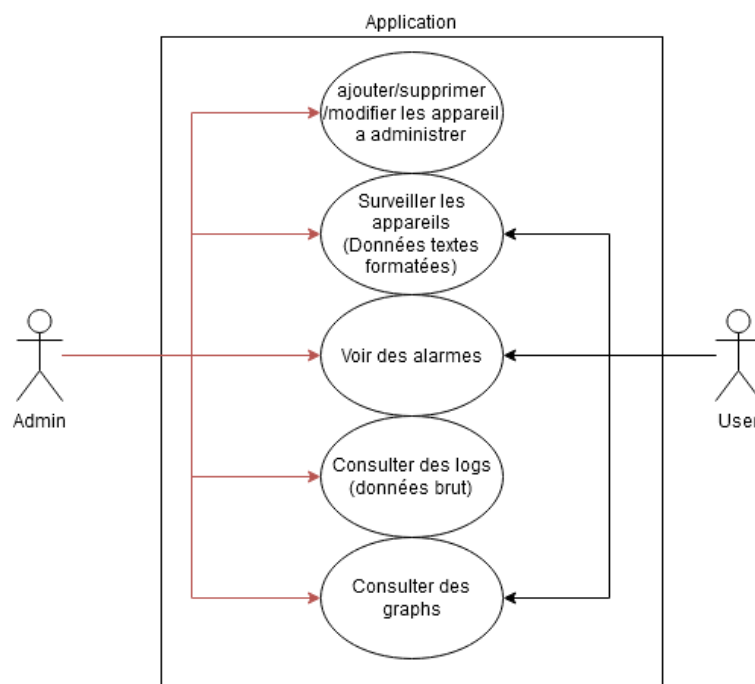 Application
ajouter/supprimer
/modifier les appareil
a administrer
Surveiller les
appareils
(Données textes
formatées)
Voir des alarmes
Admin
User
Consulter des logs
(données brut)
Consulter des
graphs